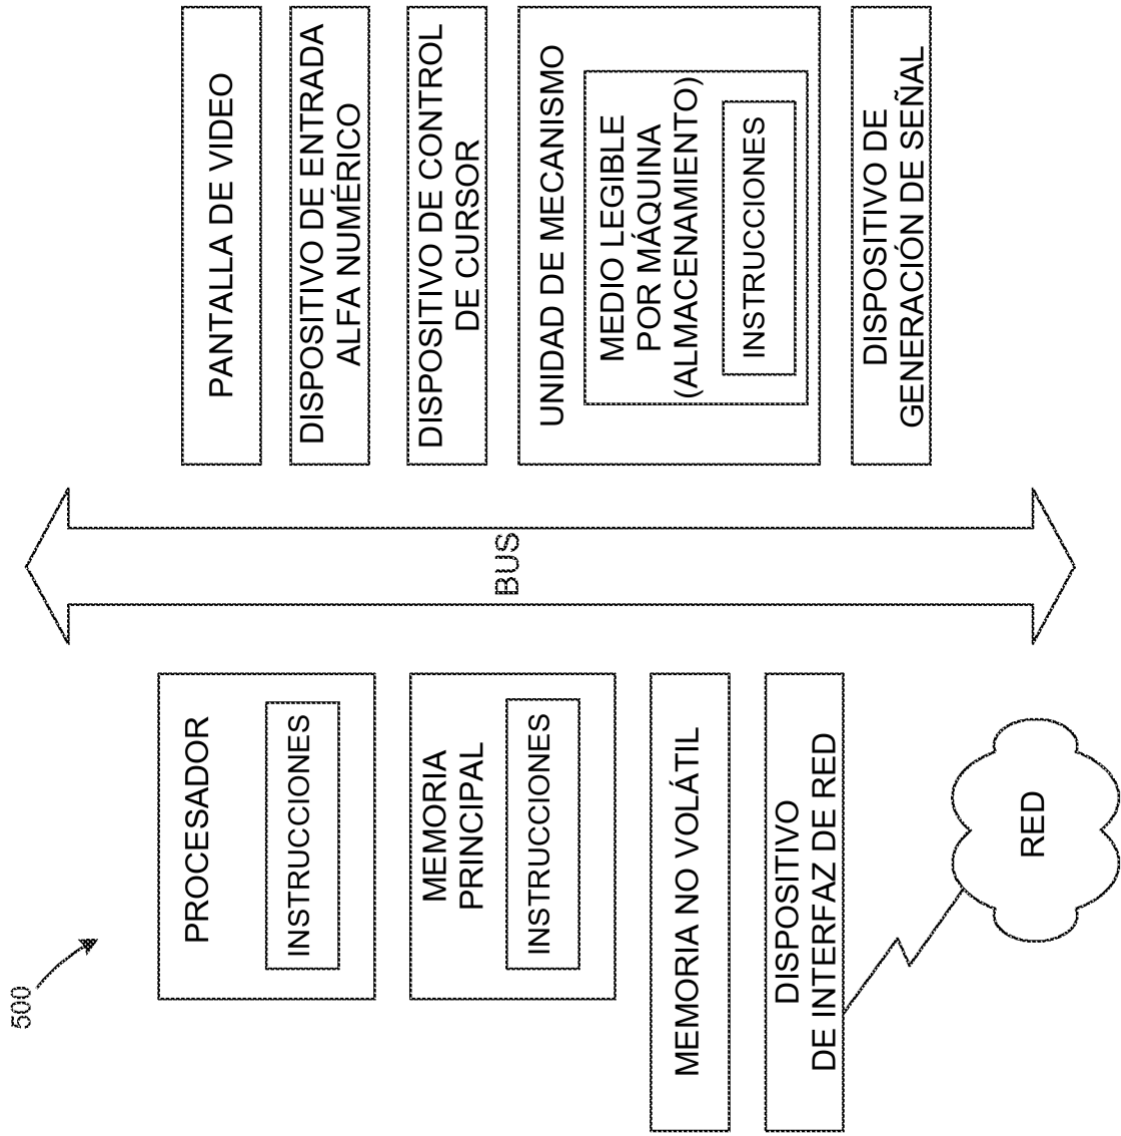 500
PROCESADOR
INSTRUCCIONES
MEMORIA
PRINCIPAL
INSTRUCCIONES
MEMORIA NO VOLÁTIL
DISPOSITIVO
DE INTERFAZ DE RED
RED
BUS
PANTALLA DE VIDEO
DISPOSITIVO DE ENTRADA
ALFA NUMÉRICO
DISPOSITIVO DE CONTROL
DE CURSOR
UNIDAD DE MECANISMO
MEDIO LEGIBLE
POR MÁQUINA
(ALMACENAMIENTO)
INSTRUCCIONES
DISPOSITIVO DE
GENERACIÓN DE SEÑAL